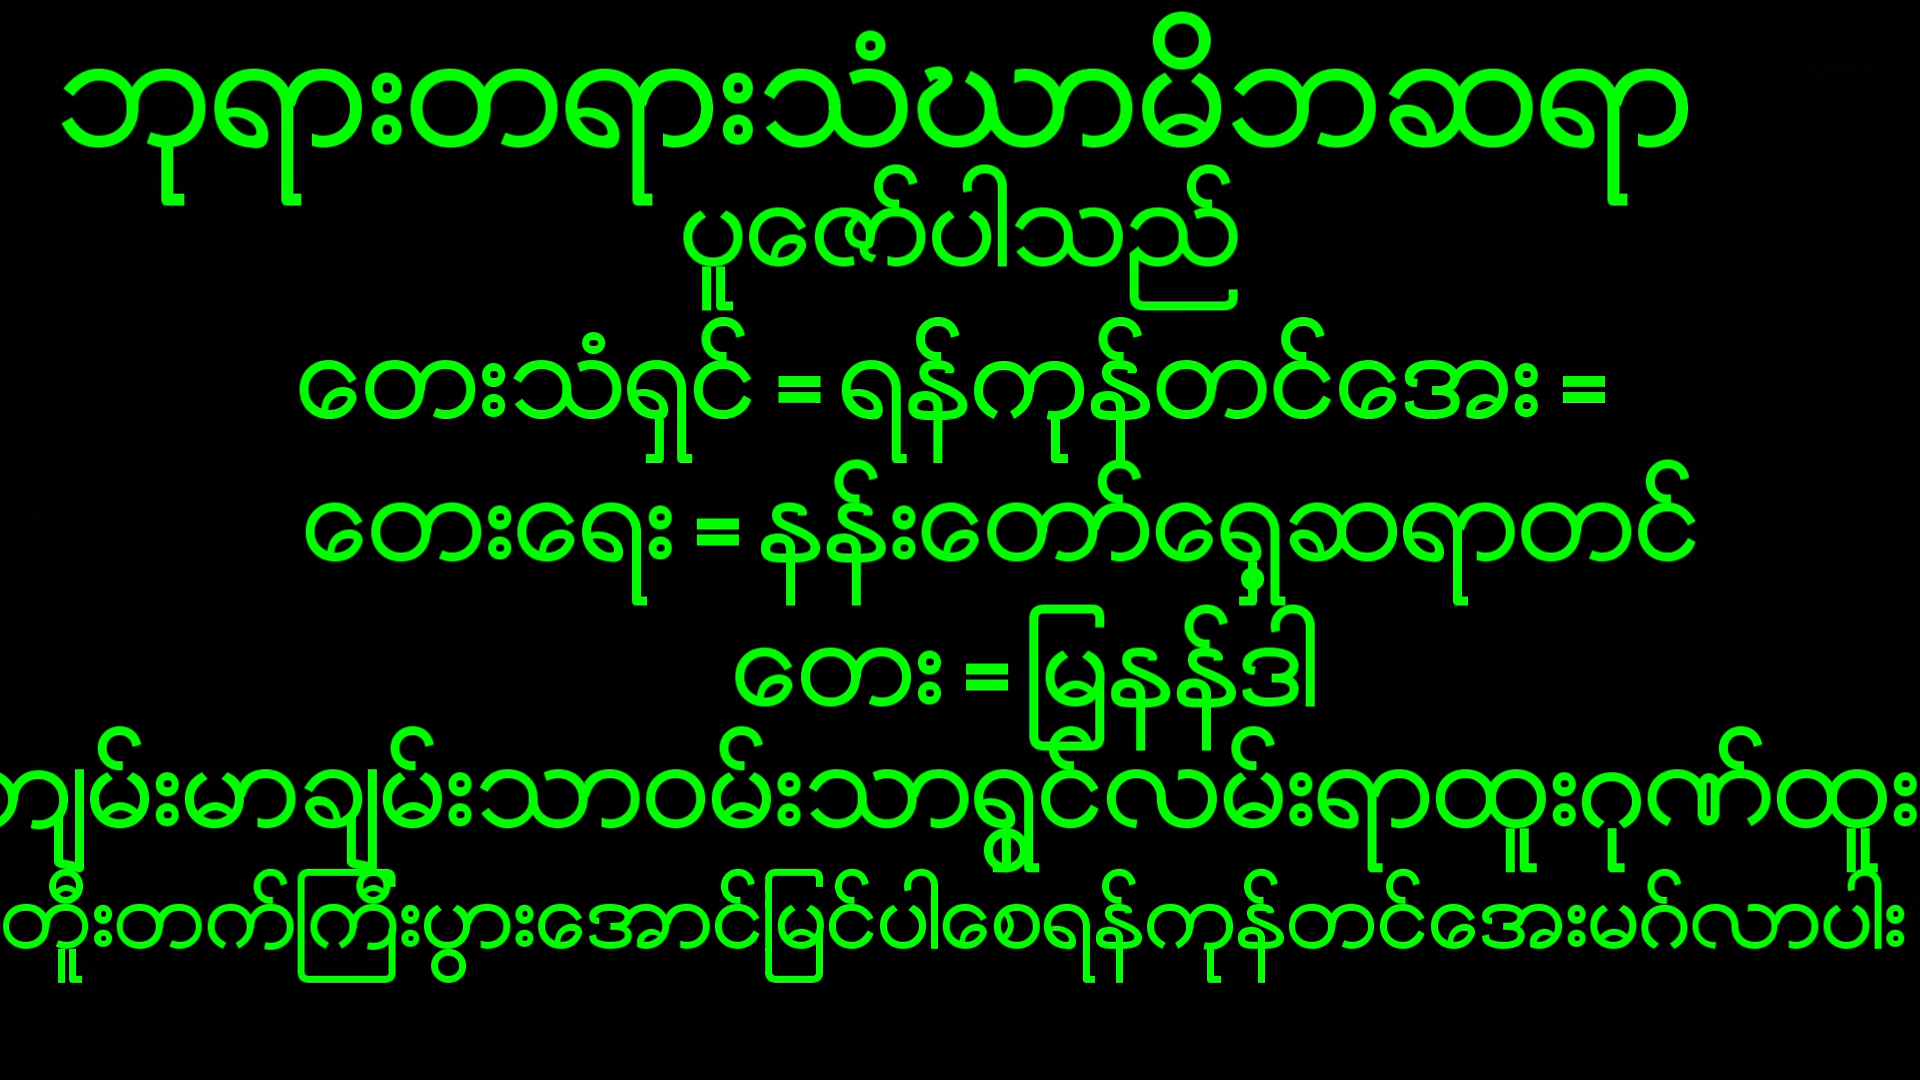 ဘုရားတရားသံဃာမိဘဆရာ
ပူဇော်ပါသည်
တေးသံရှင် = ရန်ကုန်တင်အေး =
တေးရေး = နန်းတော်ရှေ့ဆရာတင်
တေး = မြနန်ဒါ
ကျမ်းမာချမ်းသာဝမ်းသာရွှင်လမ်းရာထူးဂုဏ်ထူး
တိူးတက်ကြီးပွားအောင်မြင်ပါစေရန်ကုန်တင်အေးမင်္ဂလာပါး